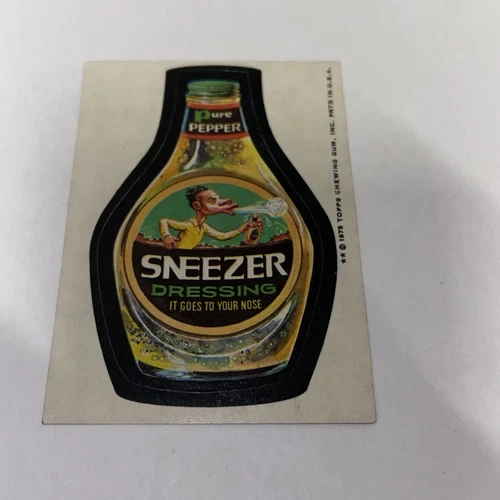 Pure
PEPPER
SNEEZER
DRESSING
IT GOES TO YOUR NOSE
★★ © 1975 TOPPS CHEWING GUM, INC. PRTD IN U.S.A.